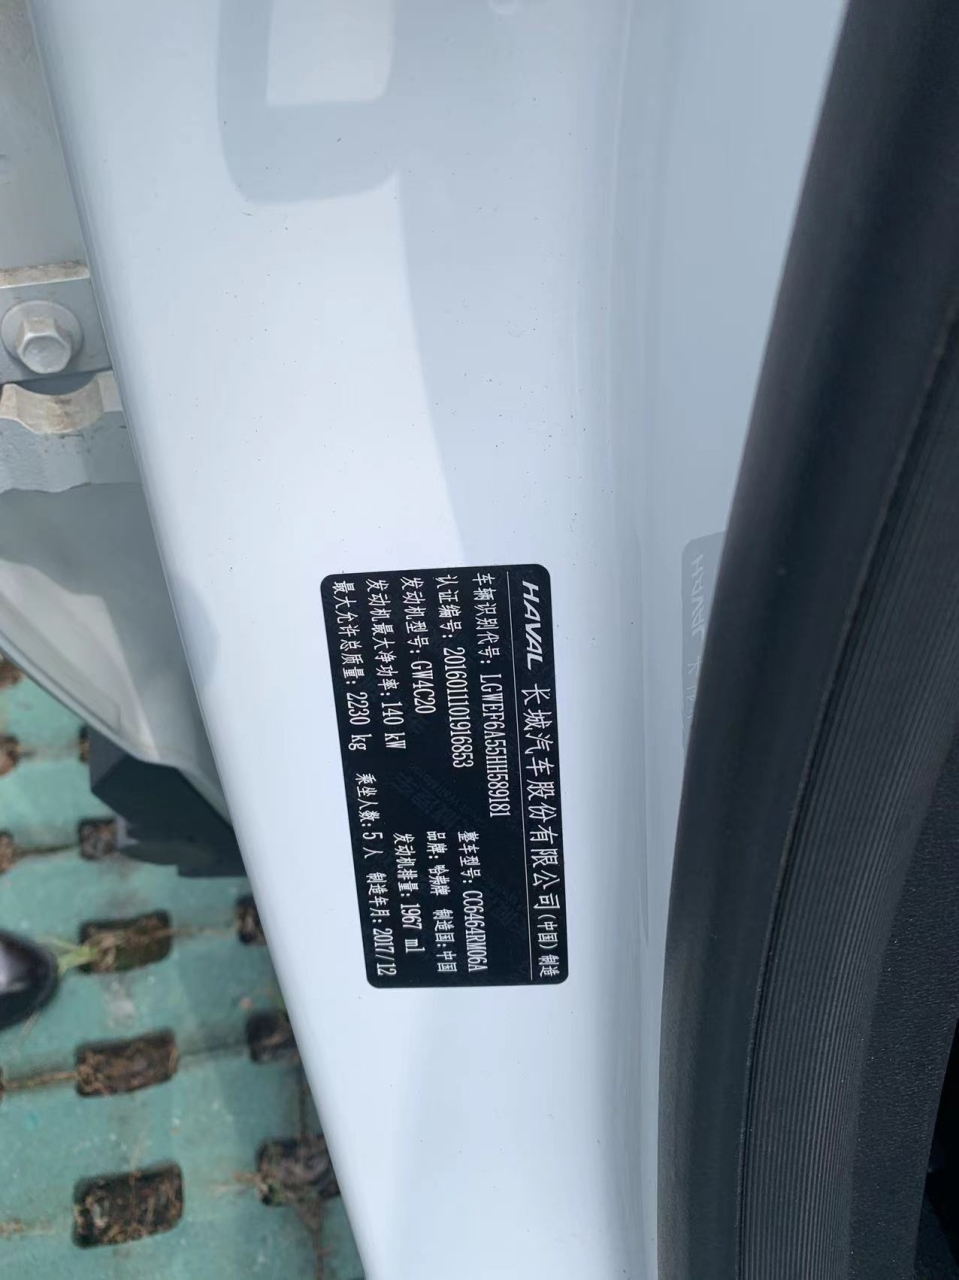 HAVAL 长城汽车股份有限公司(中国)制造
车辆识别代号: LGWEF6A55HH589181
认证编号: 2016011101916853 整车型号: CC6464RM06A
发动机型号: GW4C20 品牌: 哈弗牌 制造国: 中国
发动机最大净功率: 140 kW 发动机排量: 1967 ml
最大允许总质量: 2230 kg 乘坐人数: 5 人 制造年月: 2017/12